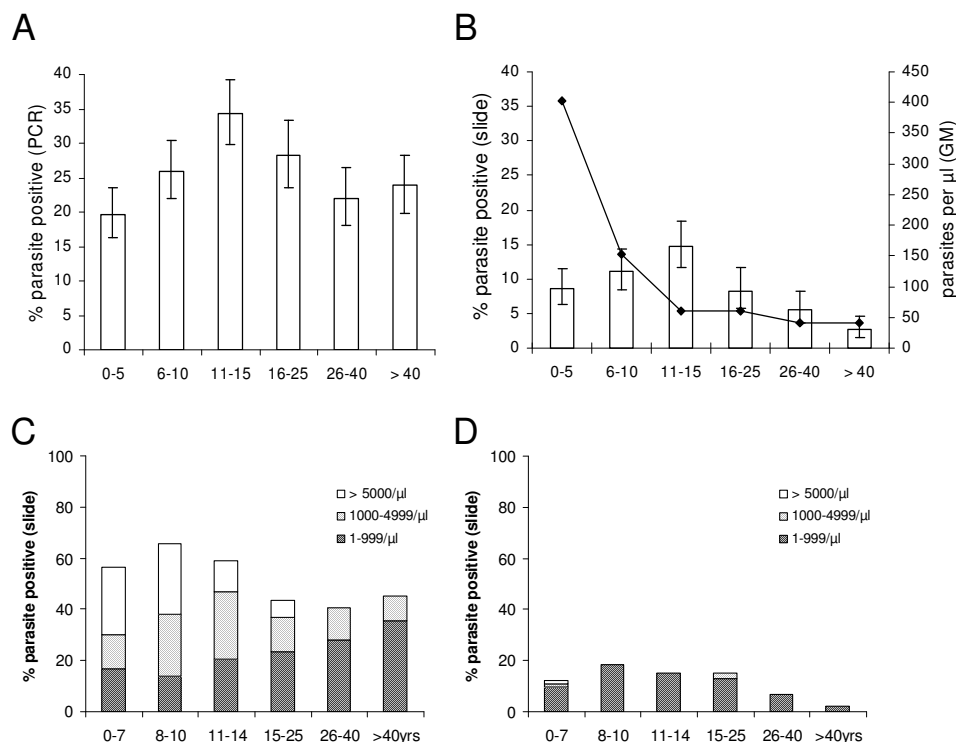 A
% parasite positive (PCR)
40
35
30
25
20
15
10
5
0
0-5 6-10 11-15 16-25 26-40 > 40
B
% parasite positive (slide)
40
35
30
25
20
15
10
5
0
450
400
350
300
250
200
150
100
50
0
parasites per µl (GM)
0-5 6-10 11-15 16-25 26-40 > 40
C
% parasite positive (slide)
100
80
60
40
20
0
> 5000/µl
1000-4999/µl
1-999/µl
0-7 8-10 11-14 15-25 26-40 >40yrs
D
% parasite positive (slide)
100
80
60
40
20
0
> 5000/µl
1000-4999/µl
1-999/µl
0-7 8-10 11-14 15-25 26-40 >40yrs